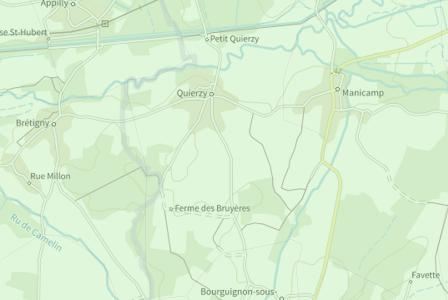 Appilly
se.St-Hubert
Petit Quierzy
Quierzy
Manicamp
Brétigny
Rue Millon
Ferme des Bruyères
Ru de Camelin
Favette
Bourguignon-sous-